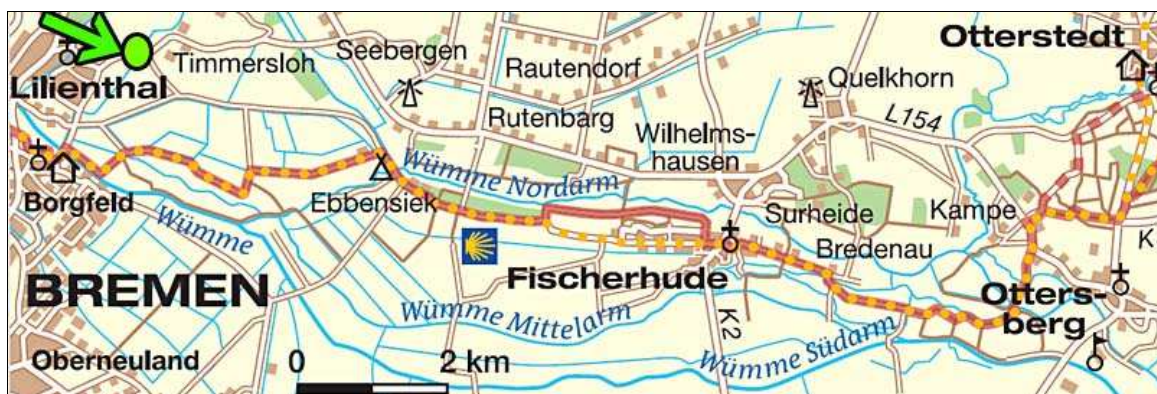 Otterstedt
Seebergen
Timmersloh
Rautendorf
Quelkhorn
Lilienthal
L154
Rutenbarg
Wilhelms-
hausen
Wümme Nordarm
Borgfeld
Ebbensiek
Surheide
Kampe
Wümme
Bredenau
K
Fischerhude
BREMEN
Otters-
berg
Wümme Mittelarm
K2
Wümme Südarm
Oberneuland
0
2 km